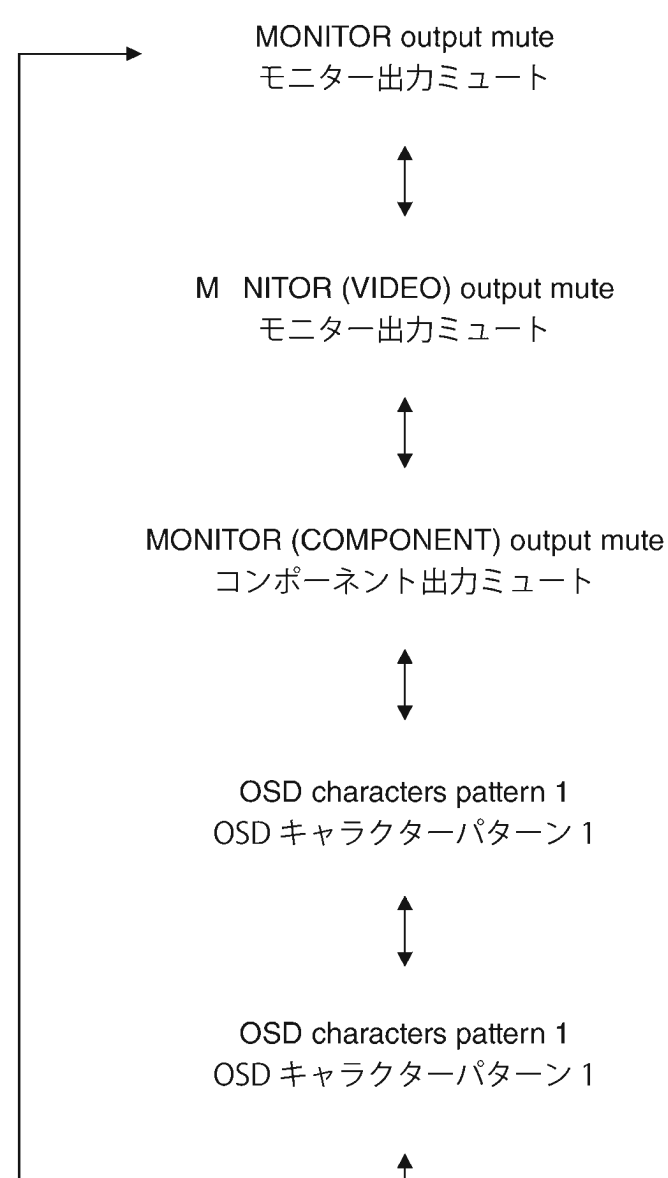 MONITOR output mute
モニター出力ミュート
M NITOR (VIDEO) output mute
モニター出力ミュート
MONITOR (COMPONENT) output mute
コンポーネント出力ミュート
OSD characters pattern 1
OSD キャラクターパターン 1
OSD characters pattern 1
OSD キャラクターパターン 1